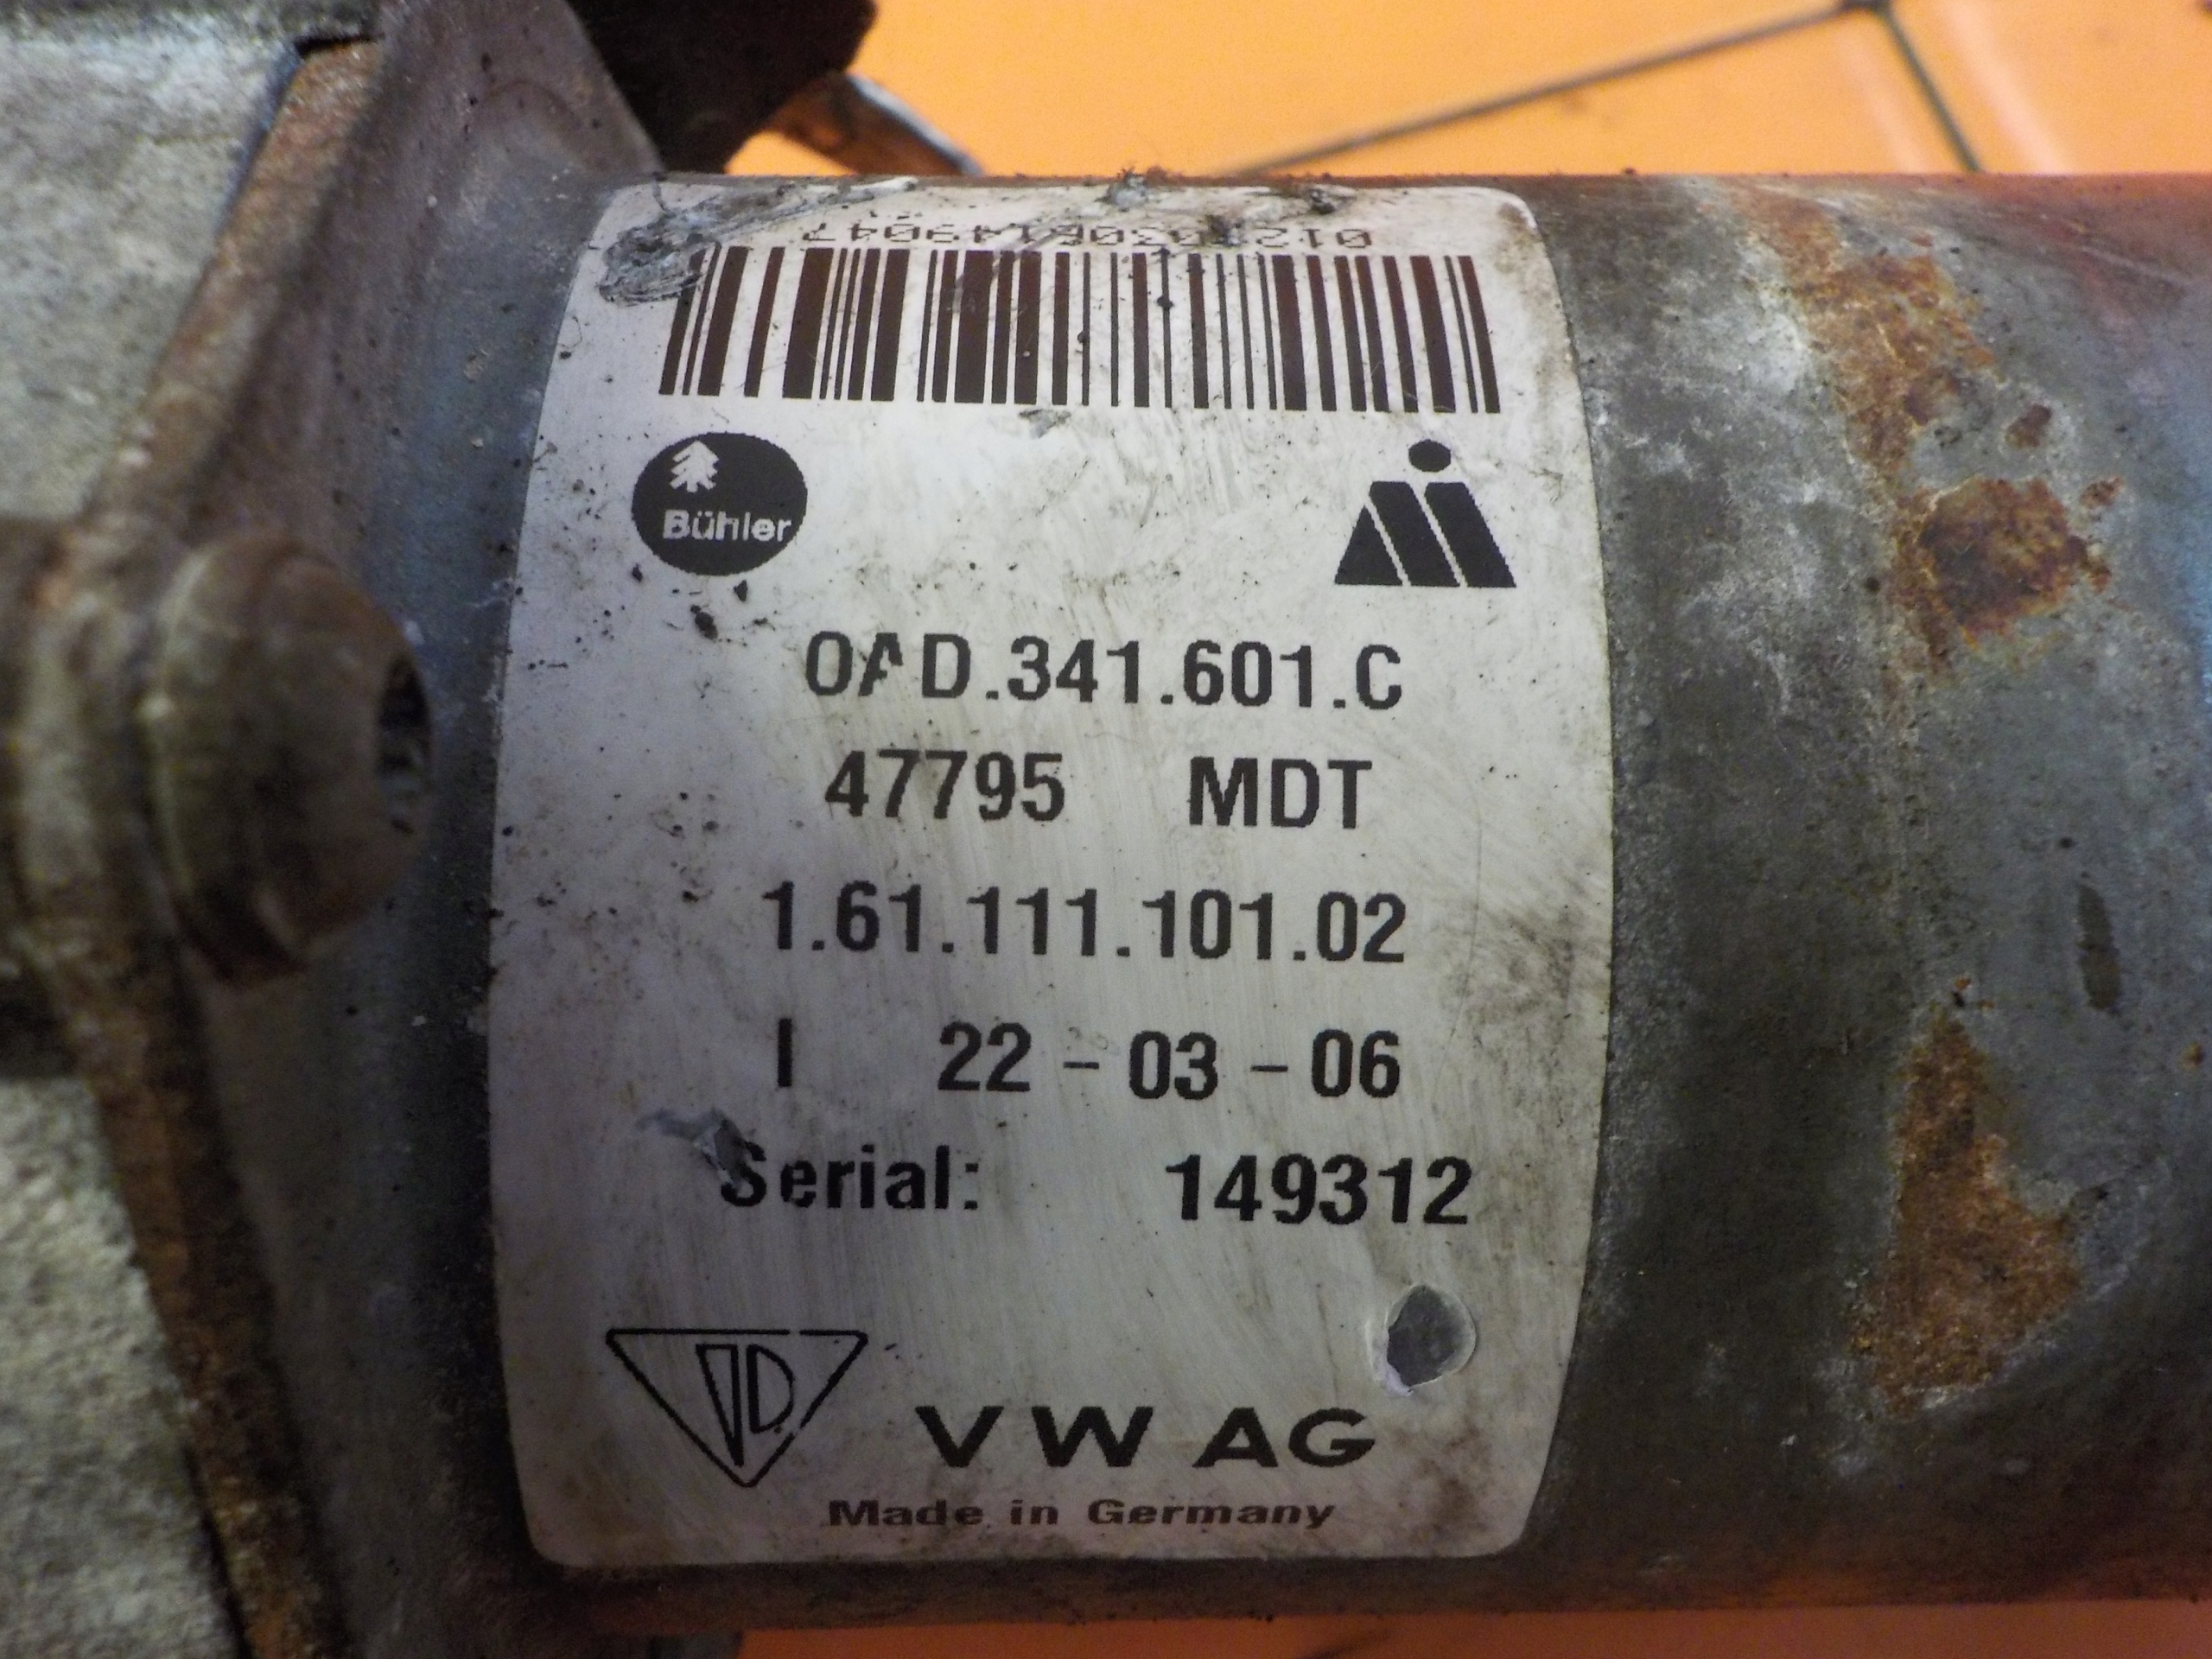 Bühler
0AD.341.601.C
47795 MDT
1.61.111.101.02
I 22 - 03 - 06
Serial: 149312
VW AG
Made in Germany